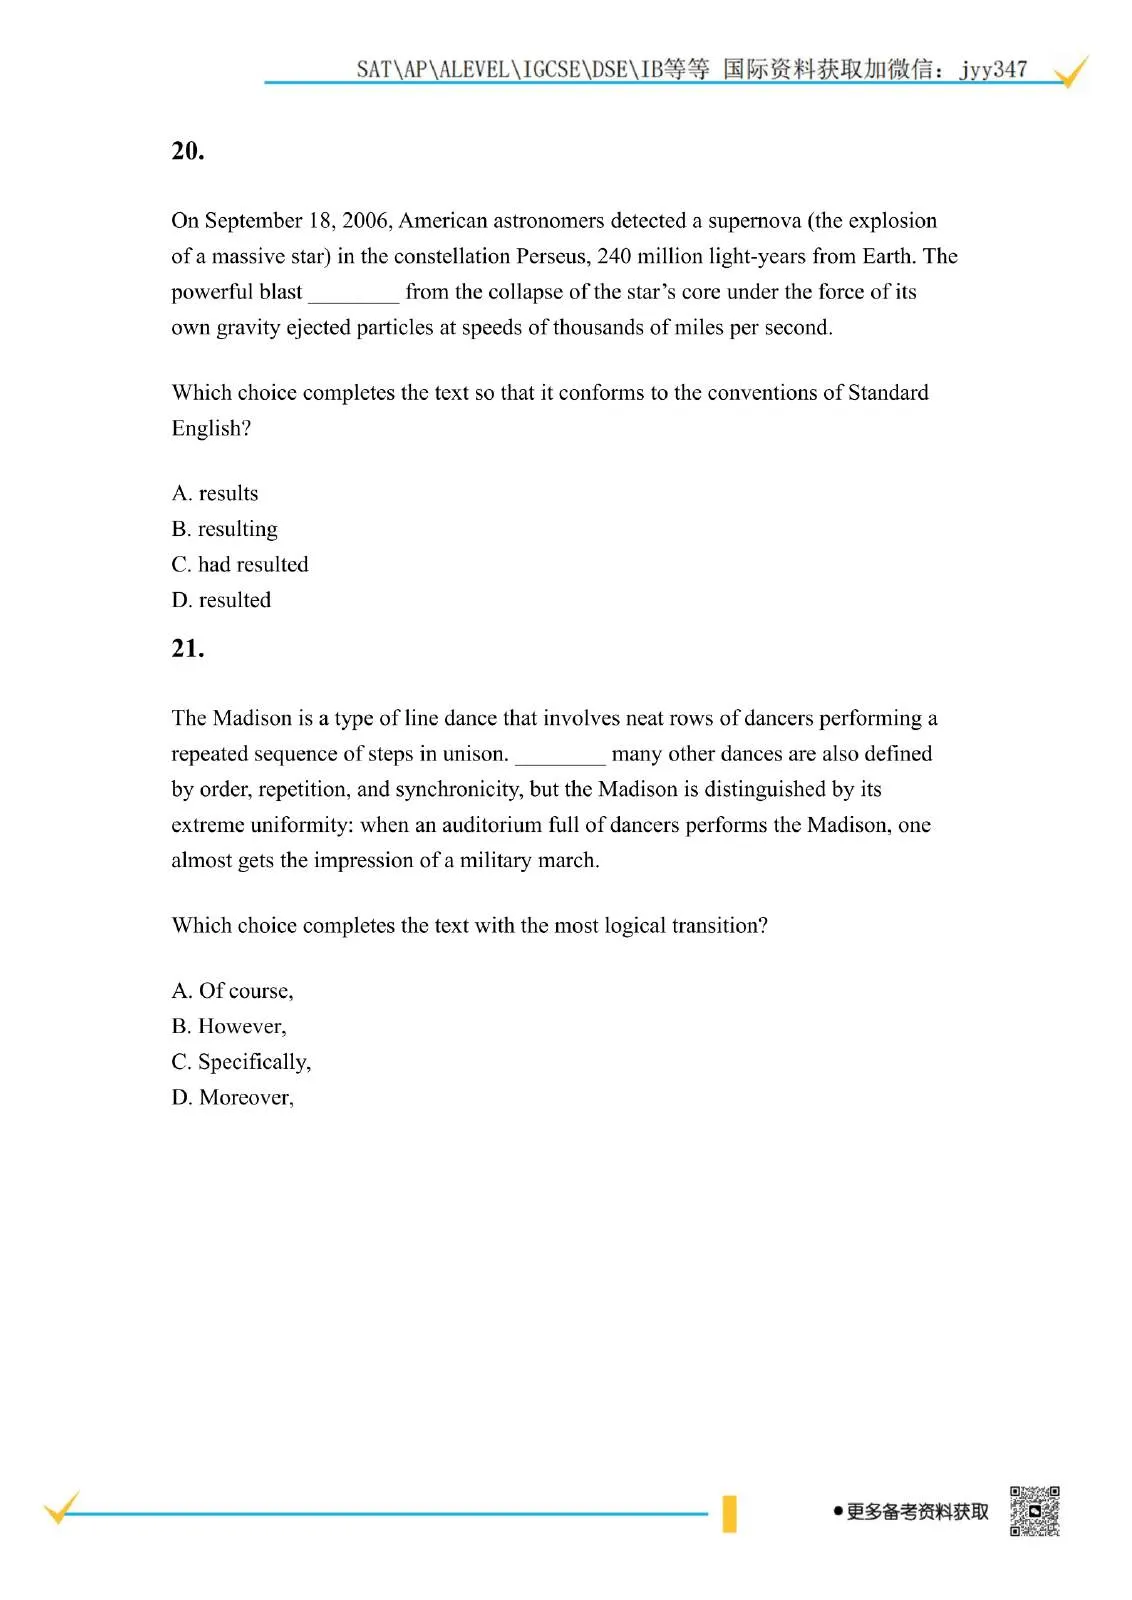 SAT\AP\ALEVEL\IGCSE\DSE\IB等等 国际资料获取加微信：jyy347
20.
On September 18, 2006, American astronomers detected a supernova (the explosion
of a massive star) in the constellation Perseus, 240 million light-years from Earth. The
powerful blast ________ from the collapse of the star’s core under the force of its
own gravity ejected particles at speeds of thousands of miles per second.
Which choice completes the text so that it conforms to the conventions of Standard
English?
A. results
B. resulting
C. had resulted
D. resulted
21.
The Madison is a type of line dance that involves neat rows of dancers performing a
repeated sequence of steps in unison. ________ many other dances are also defined
by order, repetition, and synchronicity, but the Madison is distinguished by its
extreme uniformity: when an auditorium full of dancers performs the Madison, one
almost gets the impression of a military march.
Which choice completes the text with the most logical transition?
A. Of course,
B. However,
C. Specifically,
D. Moreover,
●更多备考资料获取